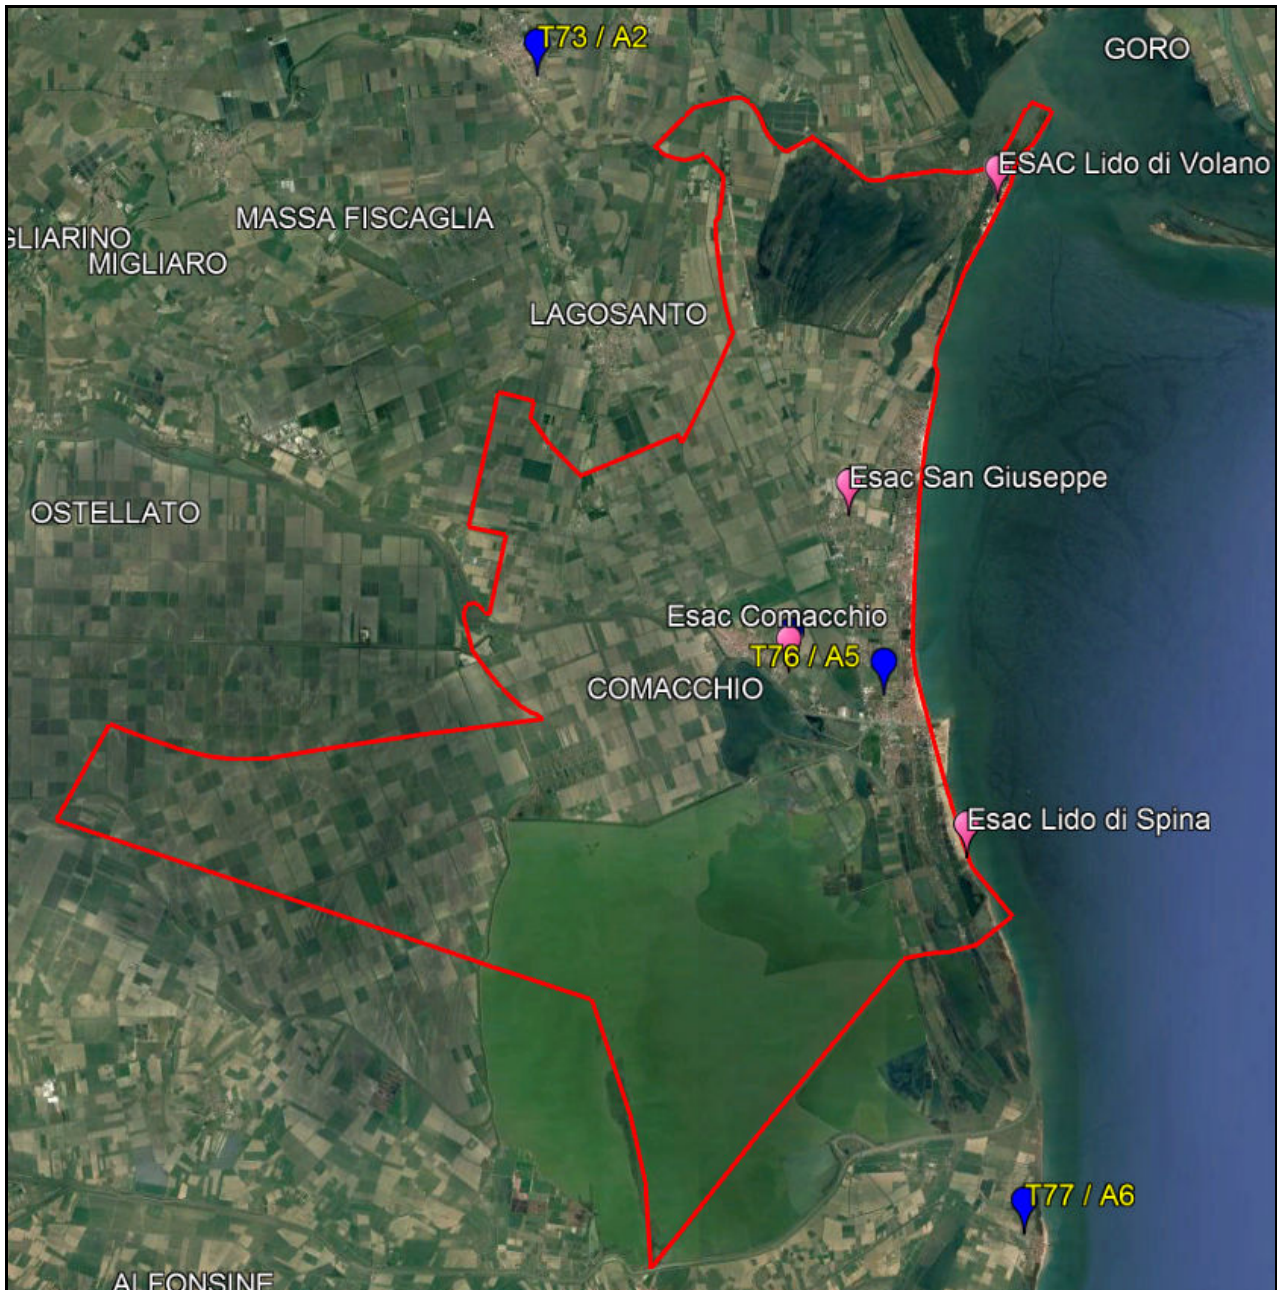 T73 / A2
GORO
ESAC Lido di Volano
MASSA FISCAGLIA
GLIARINO
MIGLIARO
LAGOSANTO
Esac San Giuseppe
OSTELLATO
Esac Comacchio
T76 / A5
COMACCHIO
Esac Lido di Spina
T77 / A6
ALFONSINE